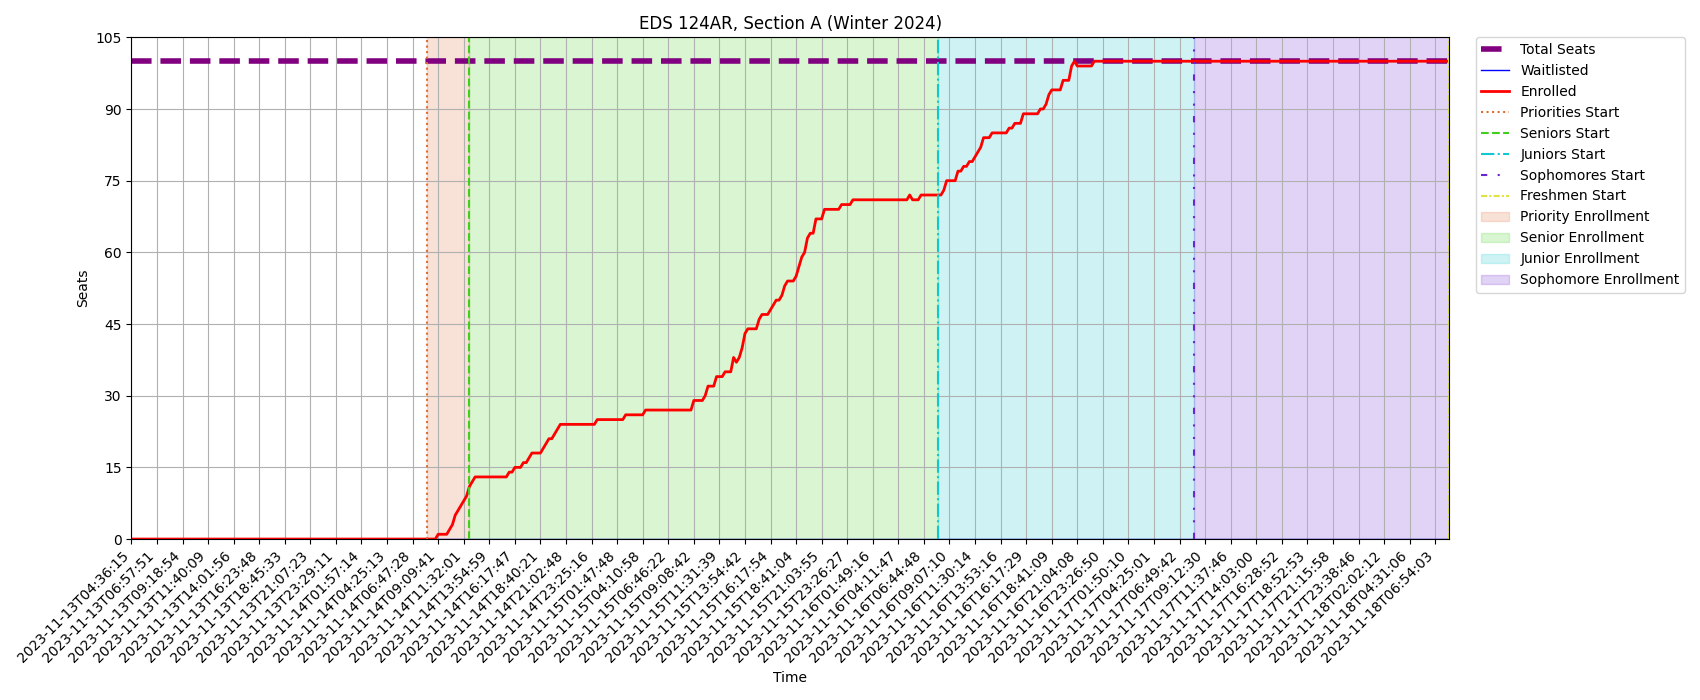 EDS 124AR, Section A (Winter 2024)
105
90
75
60
45
30
15
0
Seats
2023-11-13T04:36:15
2023-11-13T06:57:51
2023-11-13T09:18:54
2023-11-13T11:40:09
2023-11-13T14:01:56
2023-11-13T16:23:48
2023-11-13T18:45:33
2023-11-13T21:07:23
2023-11-13T23:29:11
2023-11-14T01:57:14
2023-11-14T04:25:13
2023-11-14T06:47:28
2023-11-14T09:09:41
2023-11-14T11:32:01
2023-11-14T13:54:59
2023-11-14T16:17:47
2023-11-14T18:40:21
2023-11-14T21:02:48
2023-11-14T23:25:16
2023-11-15T01:47:48
2023-11-15T04:10:58
2023-11-15T06:46:22
2023-11-15T09:08:42
2023-11-15T11:31:39
2023-11-15T13:54:42
2023-11-15T16:17:54
2023-11-15T18:41:04
2023-11-15T21:03:55
2023-11-15T23:26:27
2023-11-16T01:49:16
2023-11-16T04:11:47
2023-11-16T06:44:48
2023-11-16T09:07:10
2023-11-16T11:30:14
2023-11-16T13:53:16
2023-11-16T16:17:29
2023-11-16T18:41:09
2023-11-16T21:04:08
2023-11-16T23:26:50
2023-11-17T01:50:10
2023-11-17T04:25:01
2023-11-17T06:49:42
2023-11-17T09:12:30
2023-11-17T11:37:46
2023-11-17T14:03:00
2023-11-17T16:28:52
2023-11-17T18:52:53
2023-11-17T21:15:58
2023-11-17T23:38:46
2023-11-18T02:02:12
2023-11-18T04:31:06
2023-11-18T06:54:03
Time
Total Seats
Waitlisted
Enrolled
Priorities Start
Seniors Start
Juniors Start
Sophomores Start
Freshmen Start
Priority Enrollment
Senior Enrollment
Junior Enrollment
Sophomore Enrollment